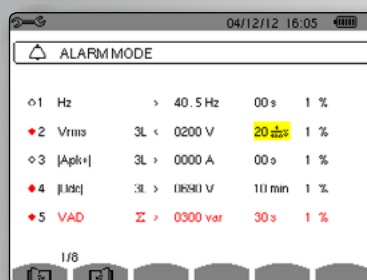 04/12/12 16:05
ALARM MODE
1 Hz > 40.5 Hz 00 s 1 %
2 Vrms 3L < 0200 V 20 1 %
3 |Apk+| 3L > 0000 A 00 s 1 %
4 |Udc| 3L > 0690 V 10 min 1 %
5 VAD Σ > 0300 var 30 s 1 %
1/8